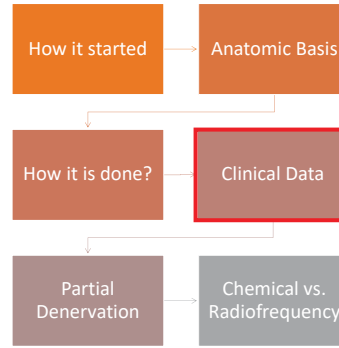 How it started
Anatomic Basis
How it is done?
Clinical Data
Partial
Denervation
Chemical vs.
Radiofrequency